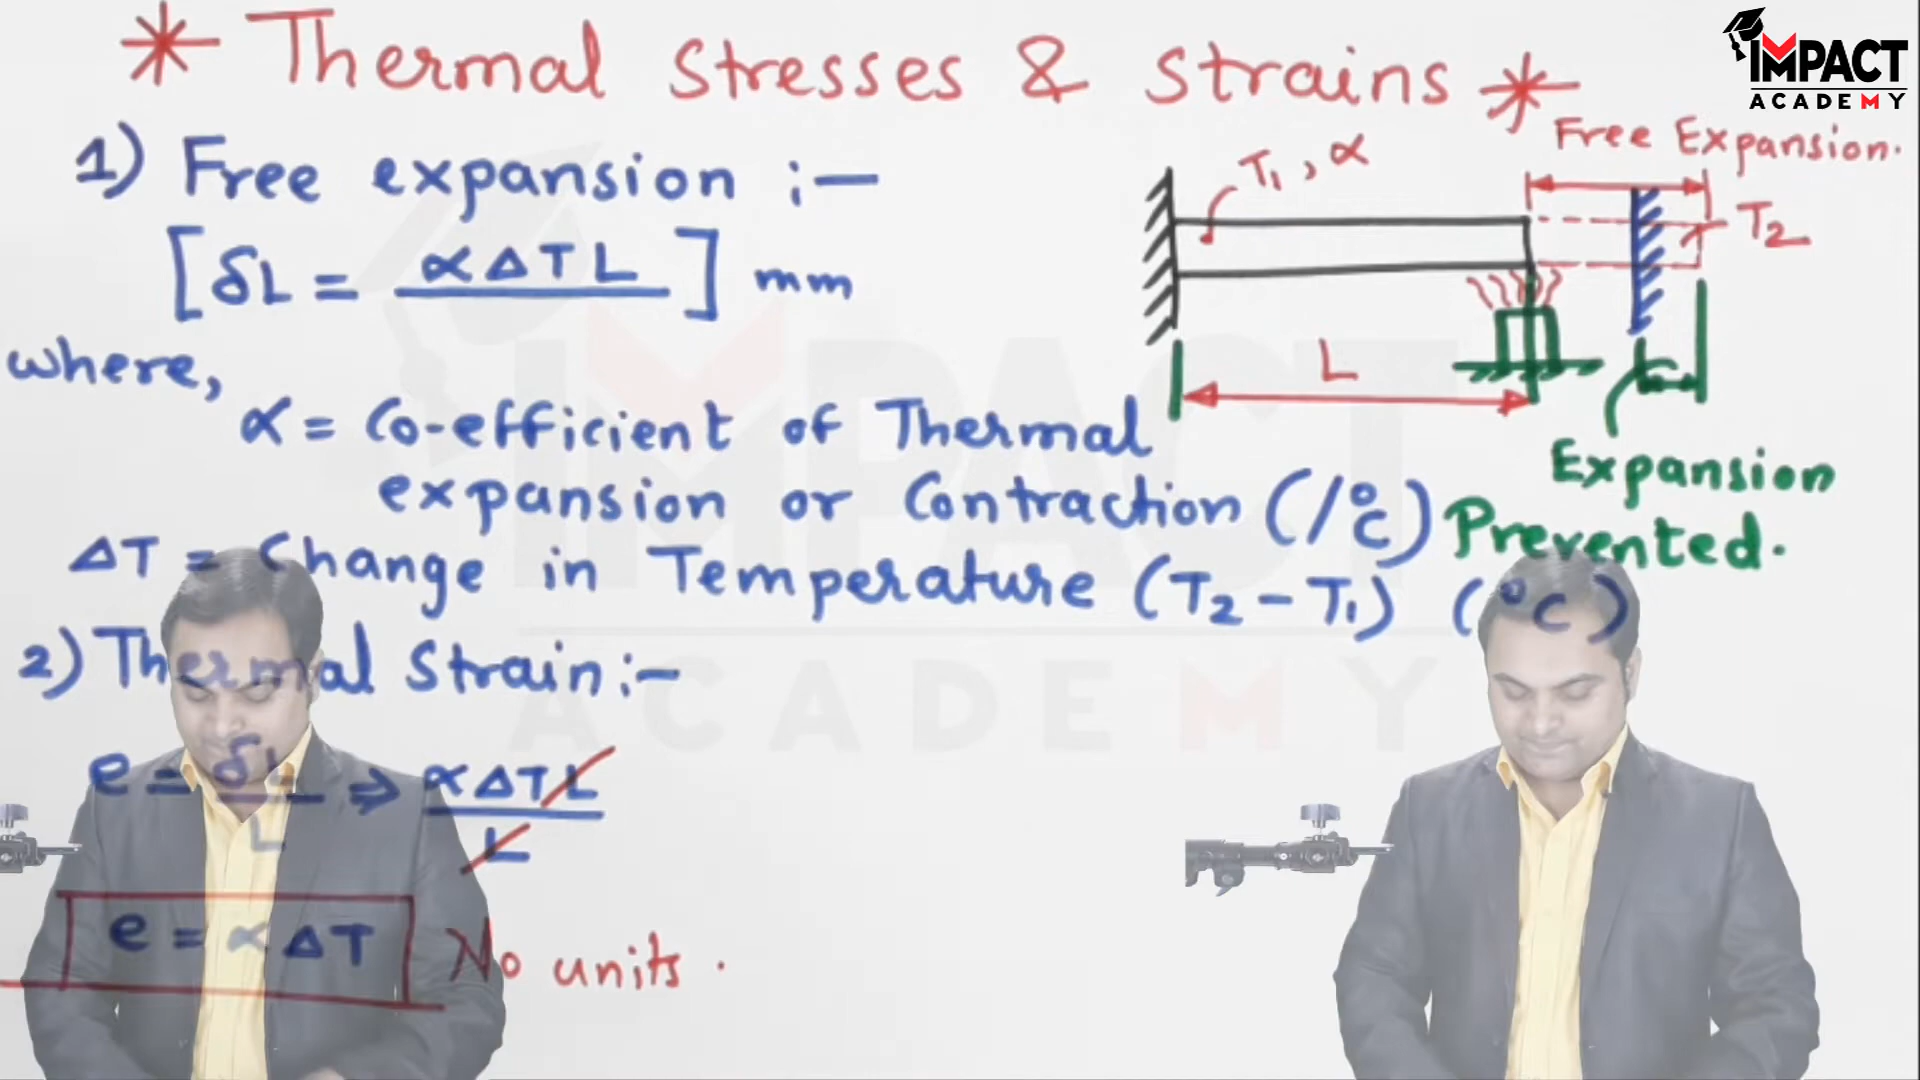 * Thermal stresses & strains *
IMPACT
ACADEMY
1) Free expansion :-
[δL = α Δ T L] mm
where,
α = Co-efficient of Thermal
expansion or Contraction (/°C)
ΔT = Change in Temperature (T₂ - T₁) (°C)
2) Thermal Strain :-
e = δL/L ⇒ αΔTL/L
e = αΔT No units.
Free Expansion.
T₁, α
T₂
L
Expansion
Prevented.
IMPACT
ACADEMY